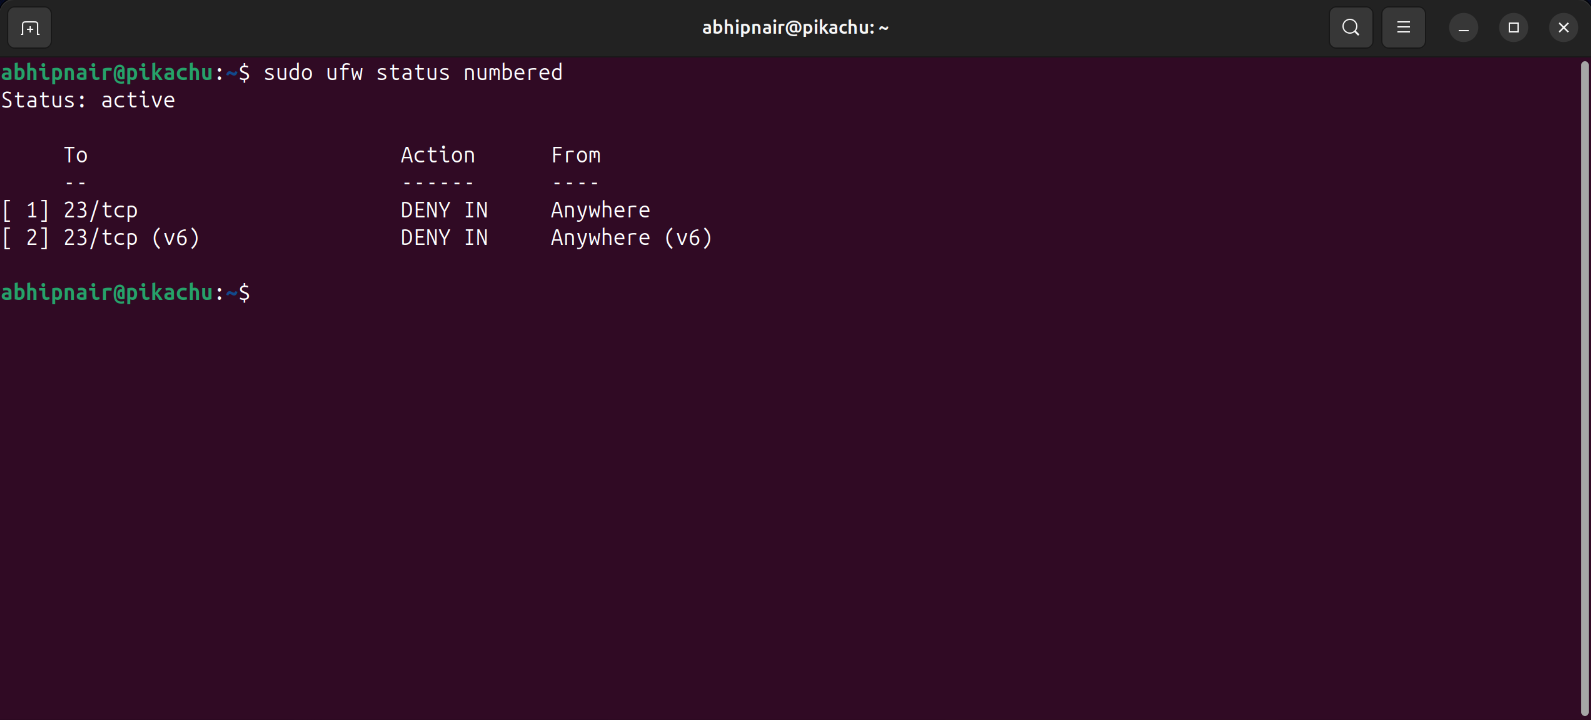 abhipnair@pikachu: ~
abhipnair@pikachu:~$ sudo ufw status numbered
Status: active

     To                         Action      From
     --                         ------      ----
[ 1] 23/tcp                     DENY IN     Anywhere
[ 2] 23/tcp (v6)                DENY IN     Anywhere (v6)

abhipnair@pikachu:~$